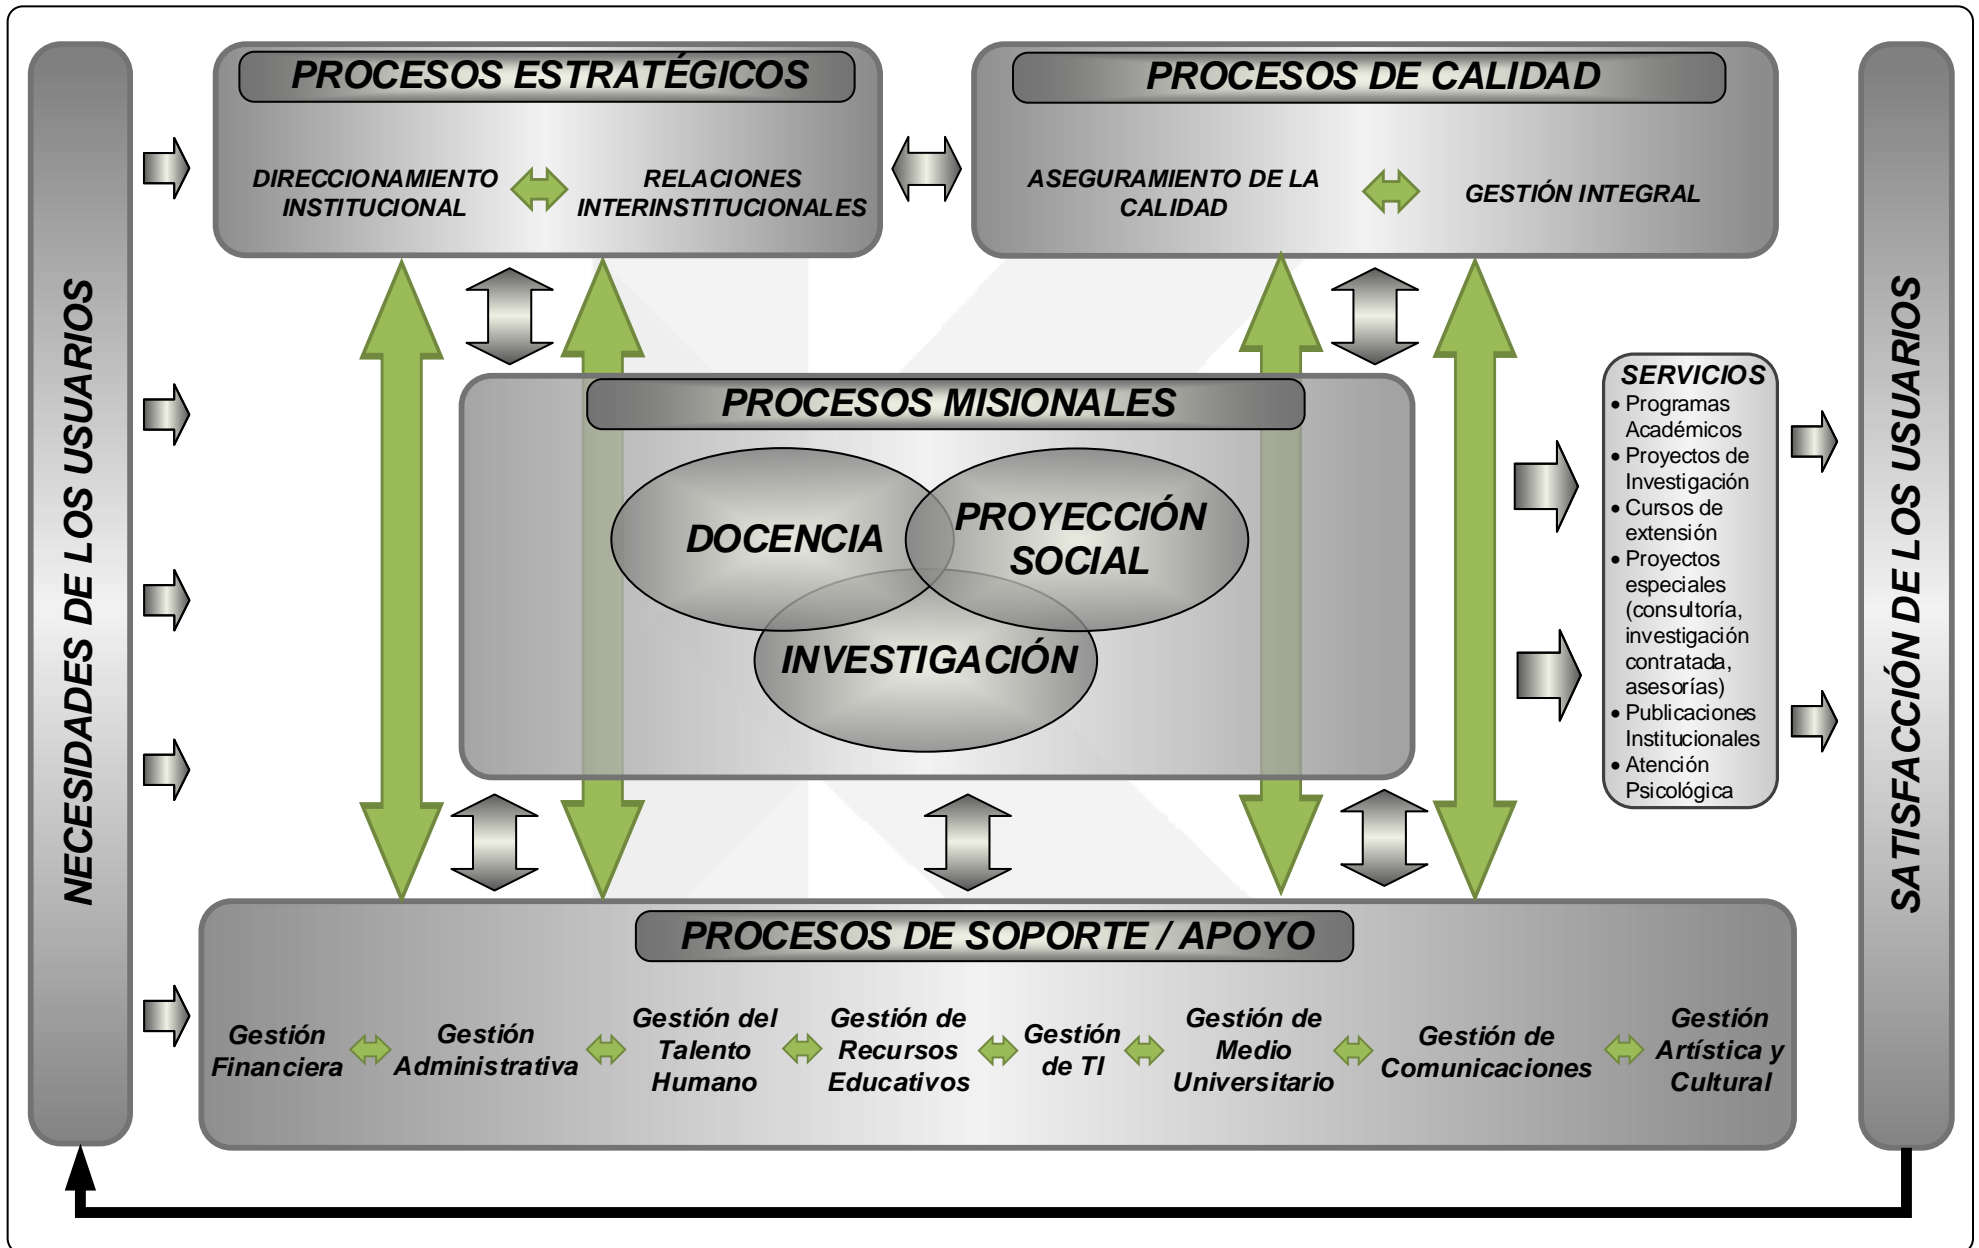 NECESIDADES DE LOS USUARIOS
PROCESOS ESTRATÉGICOS
DIRECCIONAMIENTO
INSTITUCIONAL
RELACIONES
INTERINSTITUCIONALES
PROCESOS DE CALIDAD
ASEGURAMIENTO DE LA
CALIDAD
GESTIÓN INTEGRAL
PROCESOS MISIONALES
DOCENCIA
PROYECCIÓN
SOCIAL
INVESTIGACIÓN
SERVICIOS
• Programas
Académicos
• Proyectos de
Investigación
• Cursos de
extensión
• Proyectos
especiales
(consultoría,
investigación
contratada,
asesorías)
• Publicaciones
Institucionales
• Atención
Psicológica
PROCESOS DE SOPORTE / APOYO
Gestión
Financiera
Gestión
Administrativa
Gestión del
Talento
Humano
Gestión de
Recursos
Educativos
Gestión
de TI
Gestión de
Medio
Universitario
Gestión de
Comunicaciones
Gestión
Artística y
Cultural
SATISFACCIÓN DE LOS USUARIOS